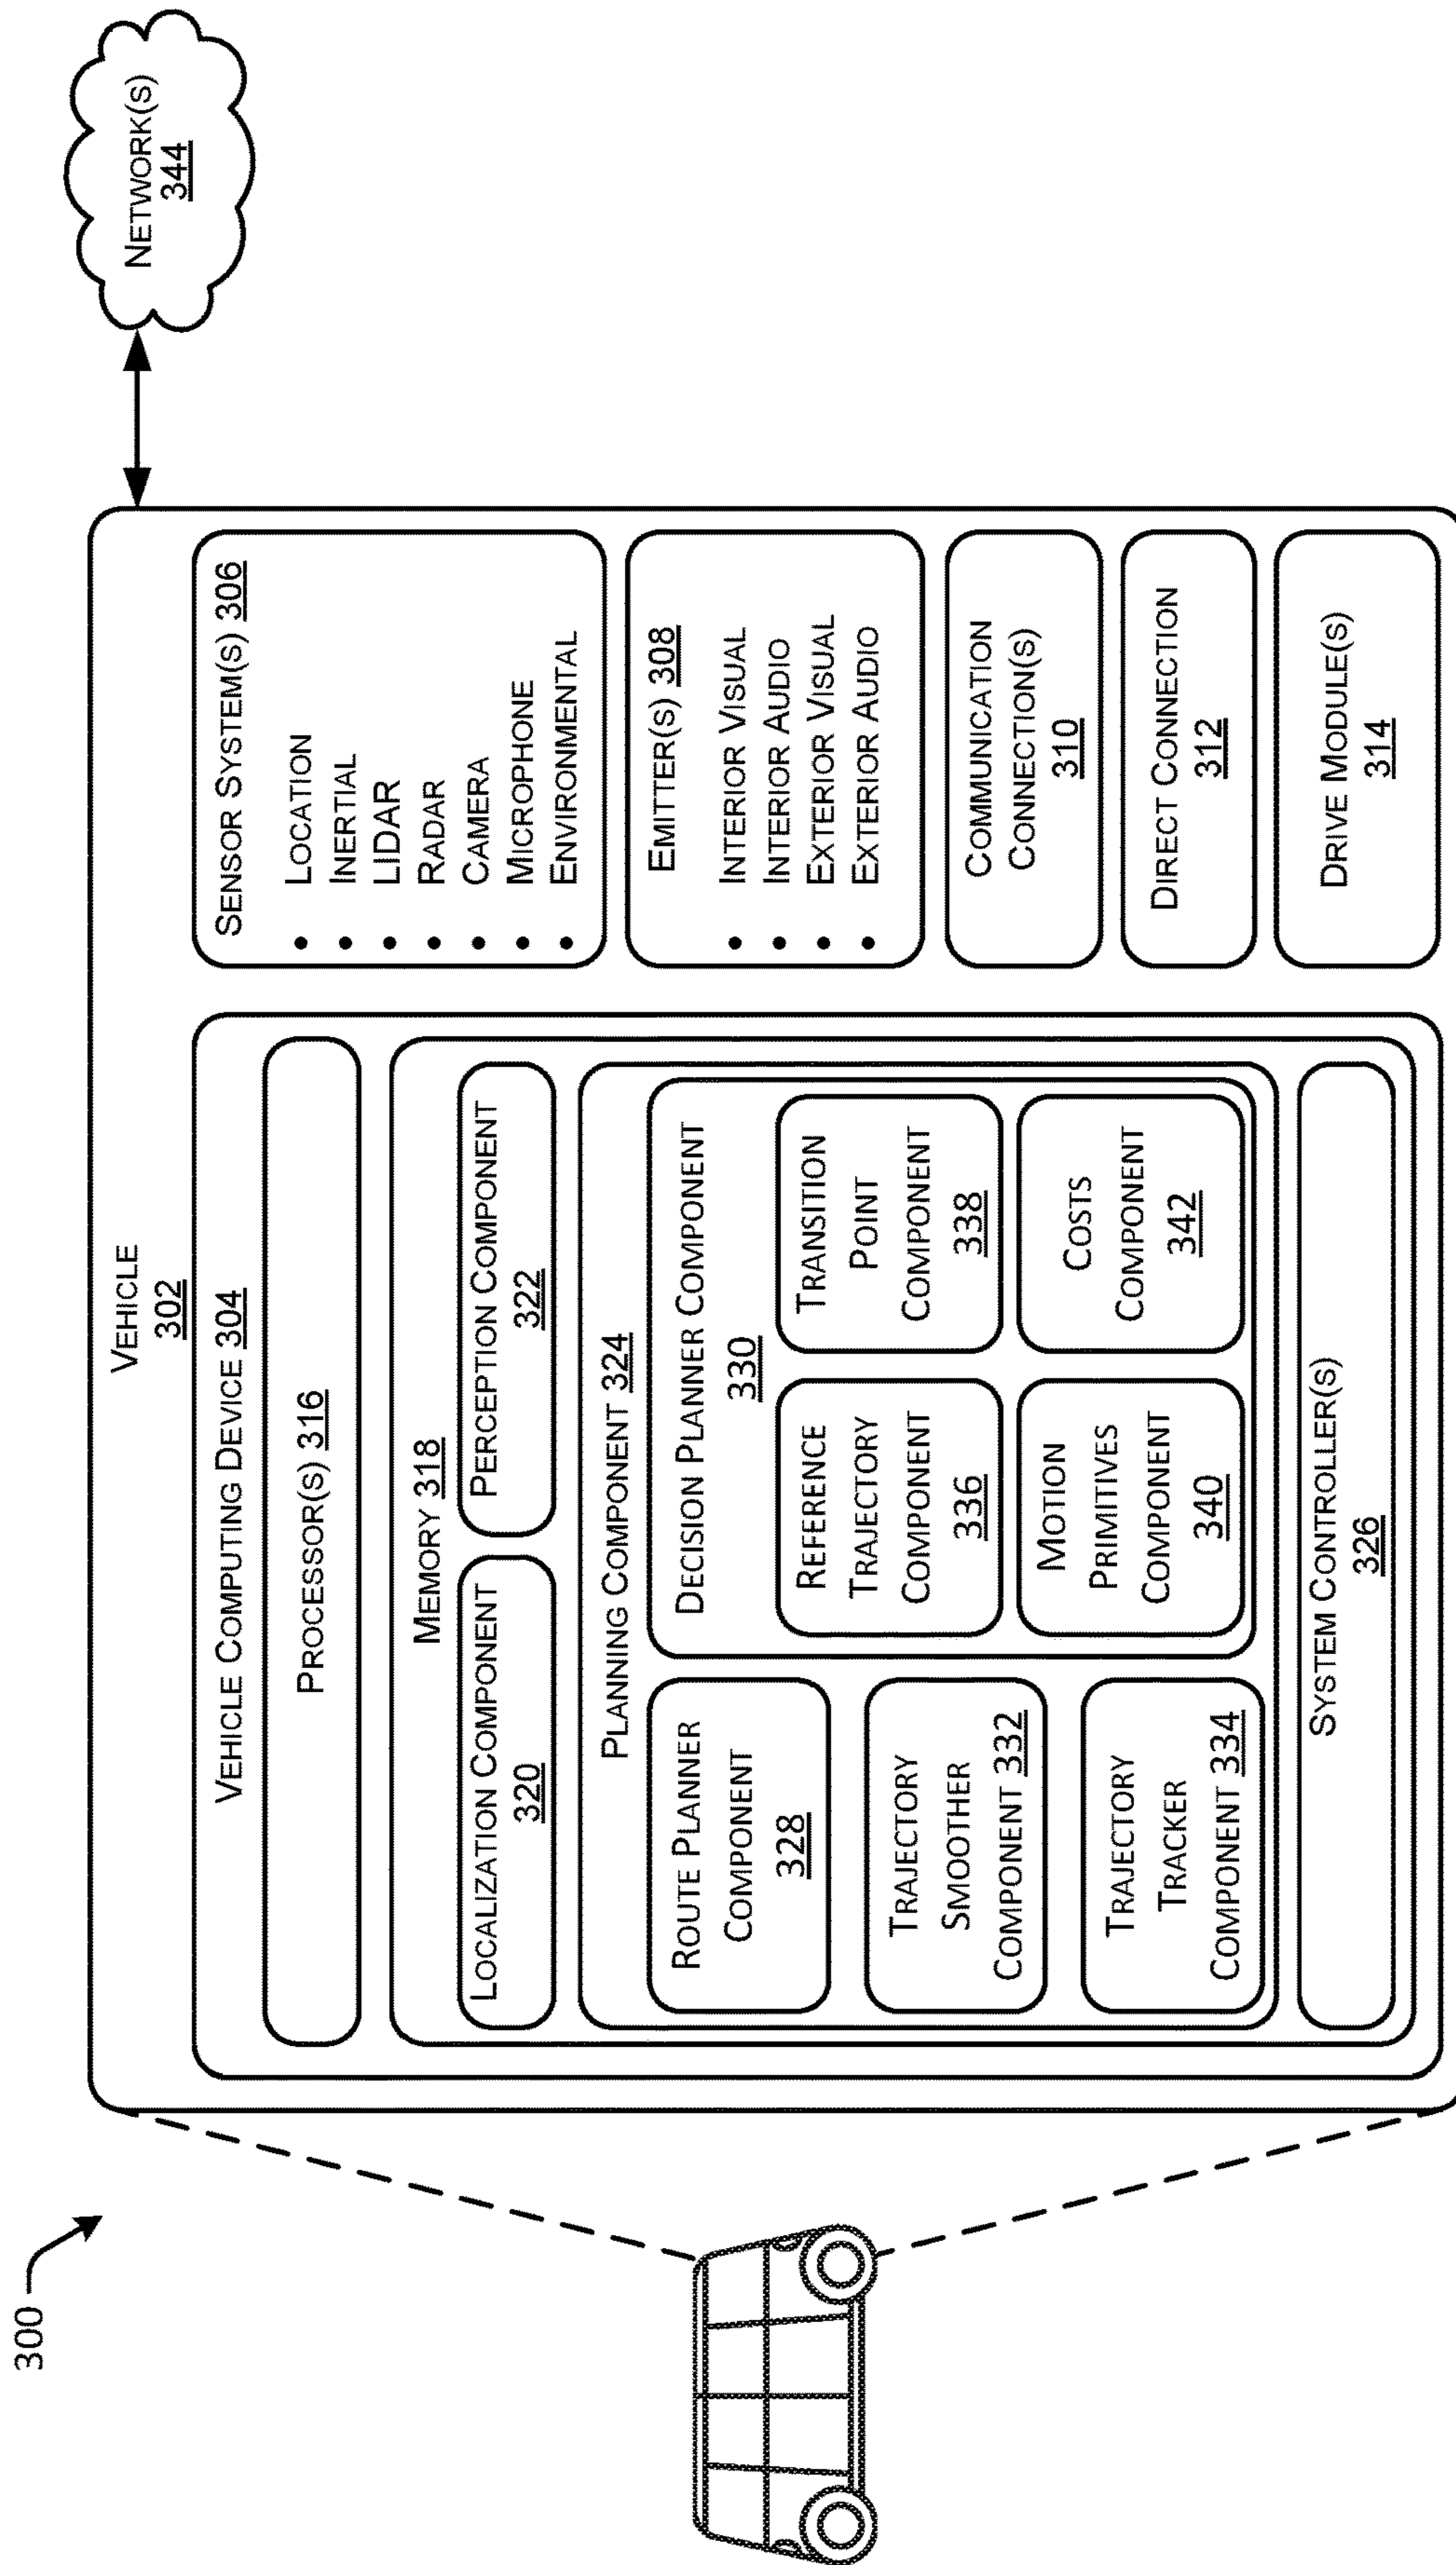 300
VEHICLE
302
VEHICLE COMPUTING DEVICE 304
PROCESSOR(S) 316
MEMORY 318
LOCALIZATION COMPONENT
320
PERCEPTION COMPONENT
322
PLANNING COMPONENT 324
ROUTE PLANNER
COMPONENT
328
TRAJECTORY
SMOOTHER
COMPONENT 332
TRAJECTORY
TRACKER
COMPONENT 334
DECISION PLANNER COMPONENT
330
REFERENCE
TRAJECTORY
COMPONENT
336
TRANSITION
POINT
COMPONENT
338
MOTION
PRIMITIVES
COMPONENT
340
COSTS
COMPONENT
342
SYSTEM CONTROLLER(S)
326
SENSOR SYSTEM(S) 306
• LOCATION
• INERTIAL
• LIDAR
• RADAR
• CAMERA
• MICROPHONE
• ENVIRONMENTAL
EMITTER(S) 308
• INTERIOR VISUAL
• INTERIOR AUDIO
• EXTERIOR VISUAL
• EXTERIOR AUDIO
COMMUNICATION
CONNECTION(S)
310
DIRECT CONNECTION
312
DRIVE MODULE(S)
314
NETWORK(S)
344